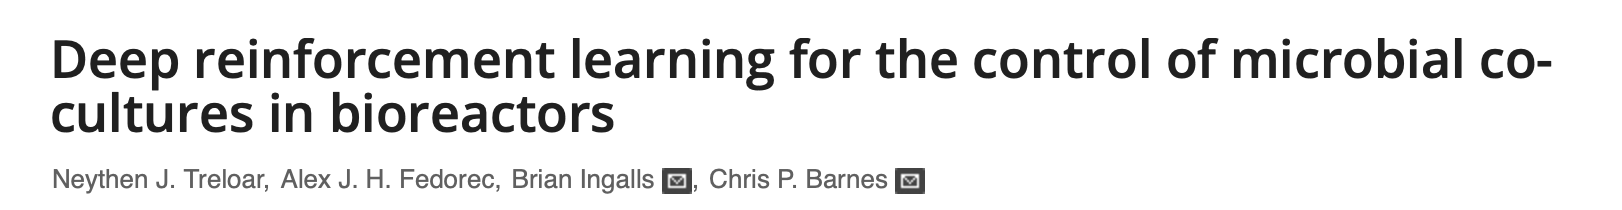 Deep reinforcement learning for the control of microbial co-
cultures in bioreactors
Neythen J. Treloar, Alex J. H. Fedorec, Brian Ingalls, Chris P. Barnes